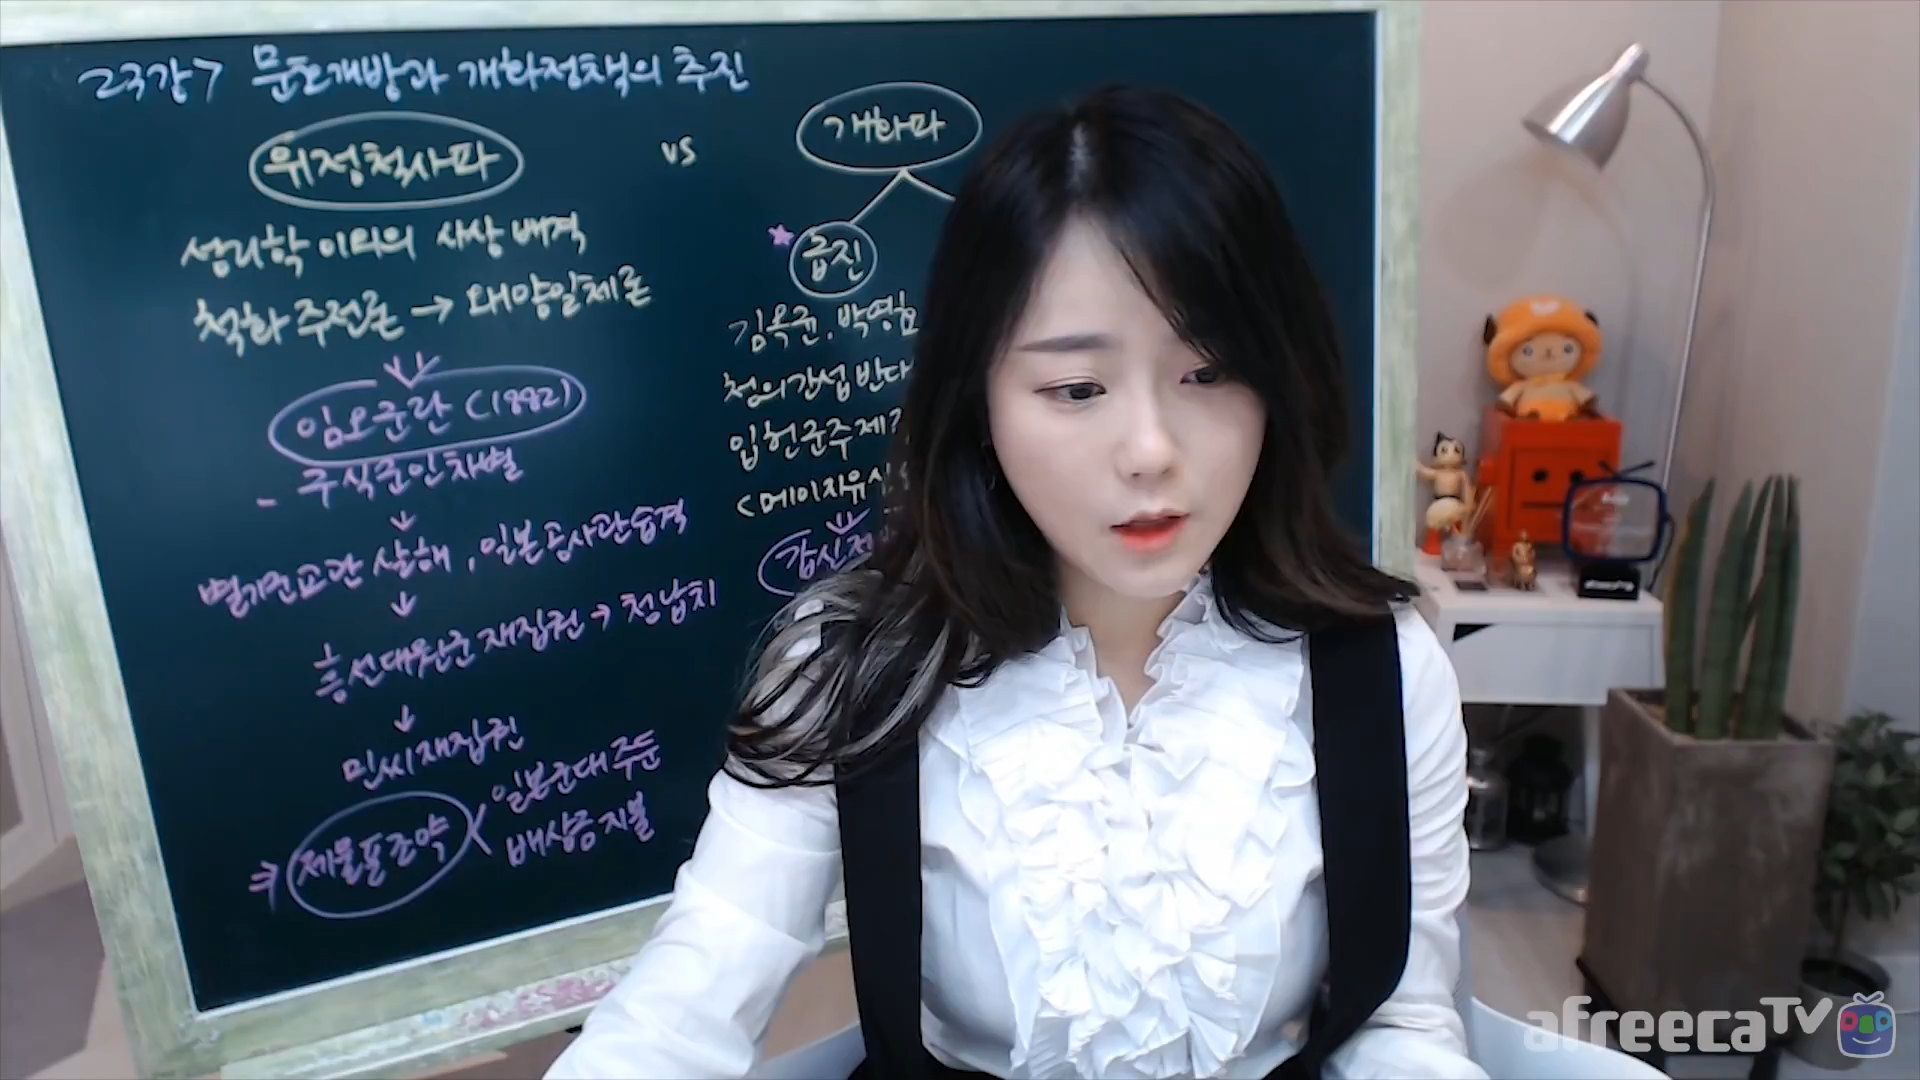 고국강7 문호개방과 개화정책의 추진
위정척사파
vs
개화파
성리학 이외의 사상 배격
척화주전론 → 왜양일체론
임오군란 (1882)
- 구식군인차별
↓
별기군교관 살해, 일본공사관습격
↓
흥선대원군 재집권 → 청납치
↓
민씨재집권
⇒ 제물포조약
일본군대 주둔
배상금 지불
급진
김옥균, 박영효
청의간섭 반대
입헌군주제
<메이지유신
갑신정
afreecaTV